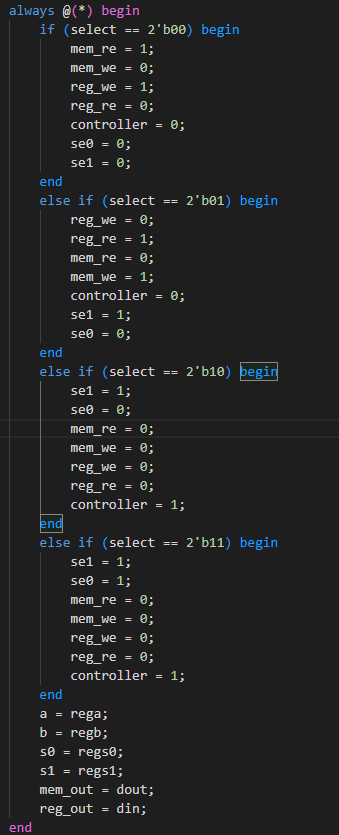 always @(*) begin
if (select == 2'b00) begin
mem_re = 1;
mem_we = 0;
reg_we = 1;
reg_re = 0;
controller = 0;
se0 = 0;
se1 = 0;
end
else if (select == 2'b01) begin
reg_we = 0;
reg_re = 1;
mem_re = 0;
mem_we = 1;
controller = 0;
se1 = 1;
se0 = 0;
end
else if (select == 2'b10) begin
se1 = 1;
se0 = 0;
mem_re = 0;
mem_we = 0;
reg_we = 0;
reg_re = 0;
controller = 1;
end
else if (select == 2'b11) begin
se1 = 1;
se0 = 1;
mem_re = 0;
mem_we = 0;
reg_we = 0;
reg_re = 0;
controller = 1;
end
a = rega;
b = regb;
s0 = regs0;
s1 = regs1;
mem_out = dout;
reg_out = din;
end